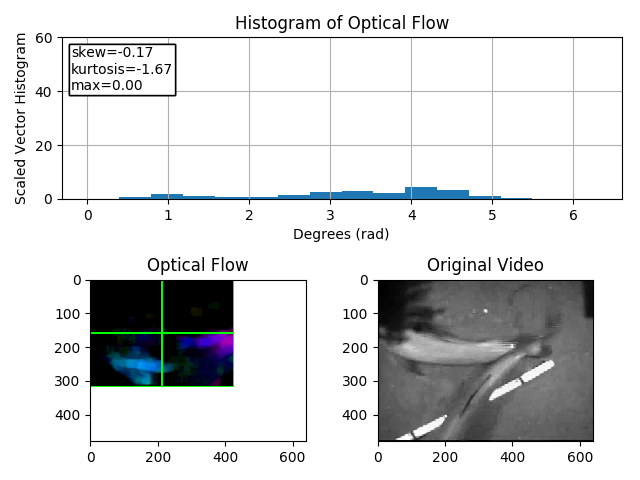 Histogram of Optical Flow
Scaled Vector Histogram
60
40
20
0
skew=-0.17
kurtosis=-1.67
max=0.00
0 1 2 3 4 5 6
Degrees (rad)
Optical Flow
0
100
200
300
400
0 200 400 600
Original Video
0
100
200
300
400
0 200 400 600